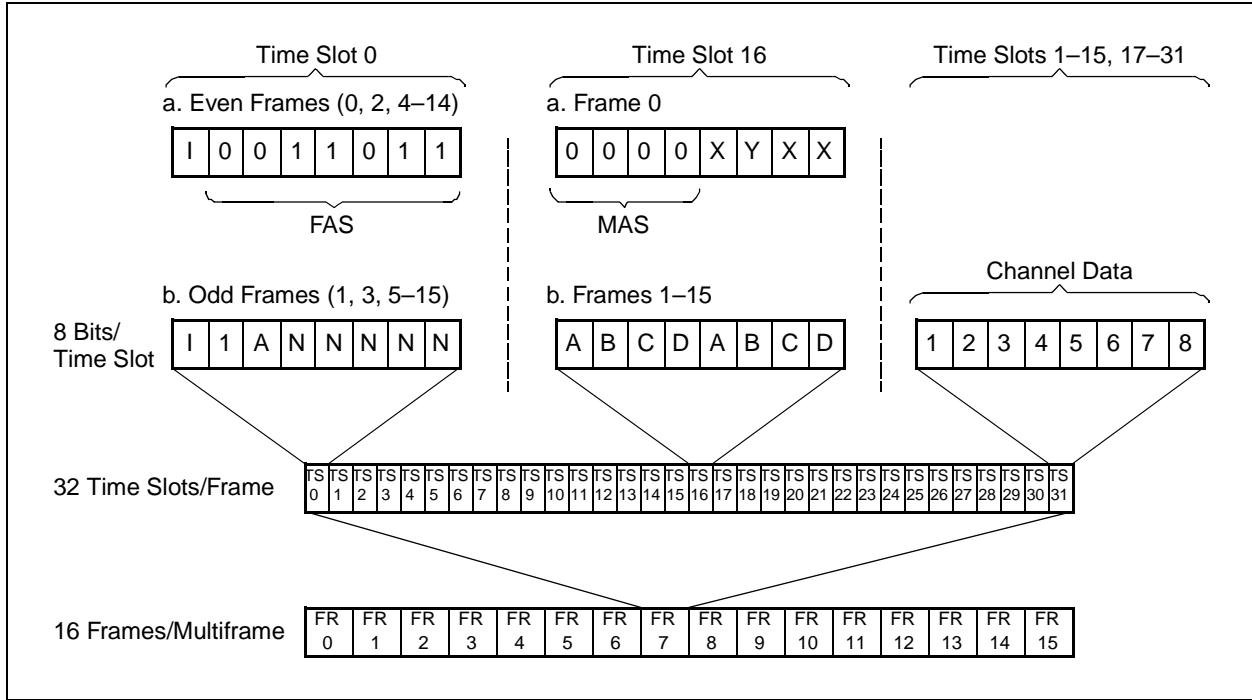 Time Slot 0
Time Slot 16
Time Slots 1–15, 17–31
a. Even Frames (0, 2, 4–14)
a. Frame 0
I 0 0 1 1 0 1 1
0 0 0 0 X Y X X
FAS
MAS
Channel Data
b. Odd Frames (1, 3, 5–15)
b. Frames 1–15
8 Bits/
Time Slot
I 1 A N N N N N
A B C D A B C D
1 2 3 4 5 6 7 8
32 Time Slots/Frame
TS TS TS TS TS TS TS TS TS TS TS TS TS TS TS TS TS TS TS TS TS TS TS TS TS TS TS TS TS TS TS TS
0 1 2 3 4 5 6 7 8 9 10 11 12 13 14 15 16 17 18 19 20 21 22 23 24 25 26 27 28 29 30 31
16 Frames/Multiframe
FR FR FR FR FR FR FR FR FR FR FR FR FR FR FR FR
0 1 2 3 4 5 6 7 8 9 10 11 12 13 14 15